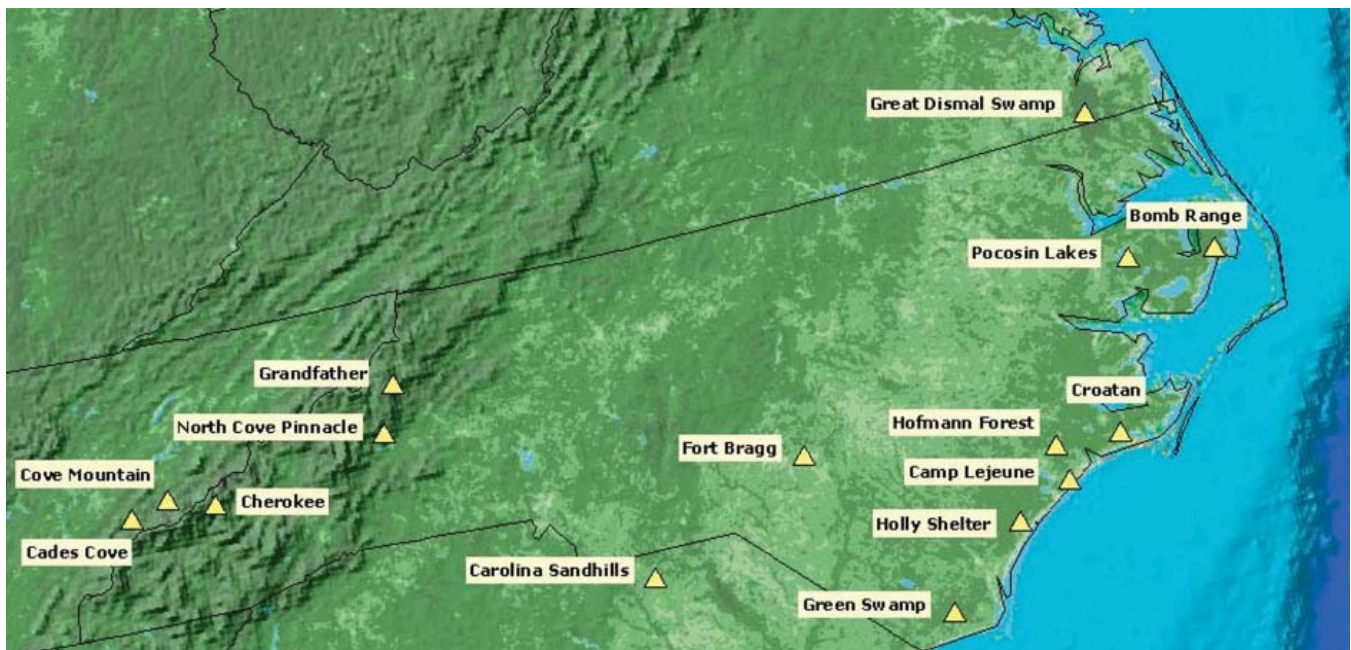 Great Dismal Swamp
Bomb Range
Pocosin Lakes
Grandfather
Croatan
North Cove Pinnacle
Hofmann Forest
Fort Bragg
Cove Mountain
Camp Lejeune
Cherokee
Holly Shelter
Cades Cove
Carolina Sandhills
Green Swamp